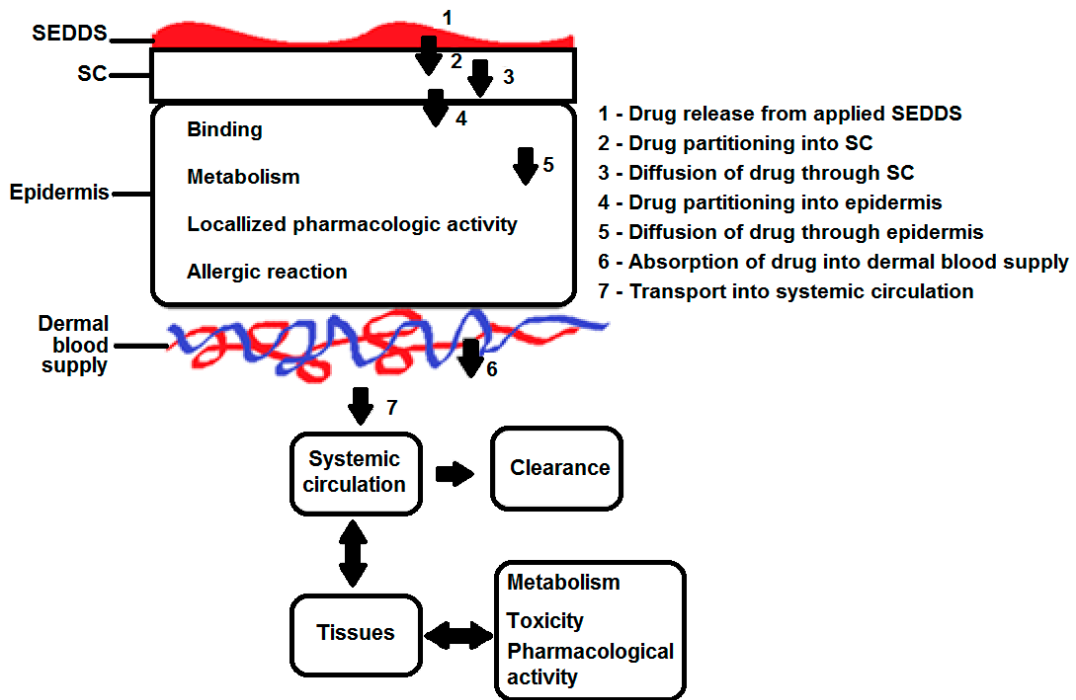 SEDDS
1
SC
2
3
Epidermis
Binding
4
Metabolism
5
Locallized pharmacologic activity
Allergic reaction
1 - Drug release from applied SEDDS
2 - Drug partitioning into SC
3 - Diffusion of drug through SC
4 - Drug partitioning into epidermis
5 - Diffusion of drug through epidermis
6 - Absorption of drug into dermal blood supply
7 - Transport into systemic circulation
Dermal
blood
supply
6
7
Systemic
circulation
Clearance
Tissues
Metabolism
Toxicity
Pharmacological
activity